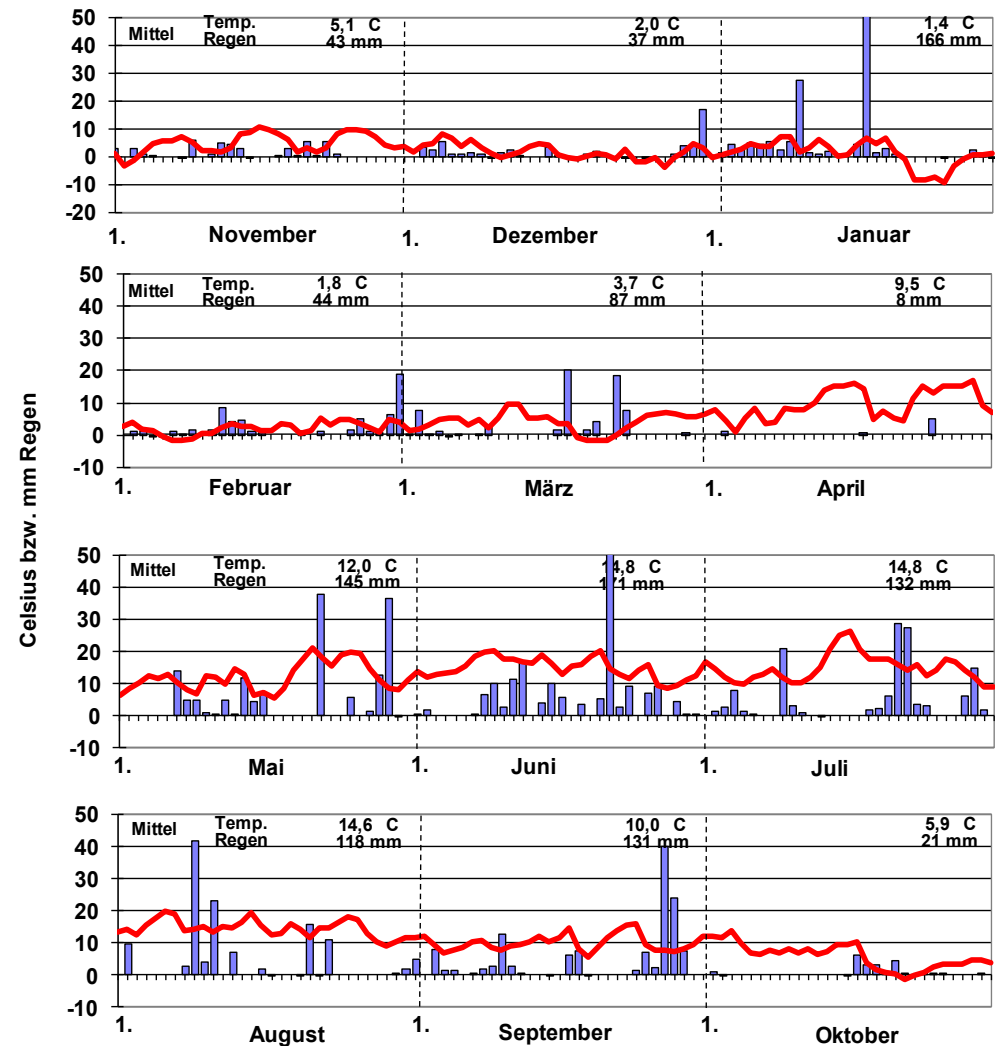 Celsius bzw. mm Regen
50
40
30
20
10
0
-10
-20
Mittel Temp. 5,1 C 2,0 C 1,4 C
Regen 43 mm 37 mm 166 mm
1. November 1. Dezember 1. Januar
50
40
30
20
10
0
-10
Mittel Temp. 1,8 C 3,7 C 9,5 C
Regen 44 mm 87 mm 8 mm
1. Februar 1. März 1. April
50
40
30
20
10
0
-10
Mittel Temp. 12,0 C 14,8 C 14,8 C
Regen 145 mm 171 mm 132 mm
1. Mai 1. Juni 1. Juli
50
40
30
20
10
0
-10
Mittel Temp. 14,6 C 10,0 C 5,9 C
Regen 118 mm 131 mm 21 mm
1. August 1. September 1. Oktober